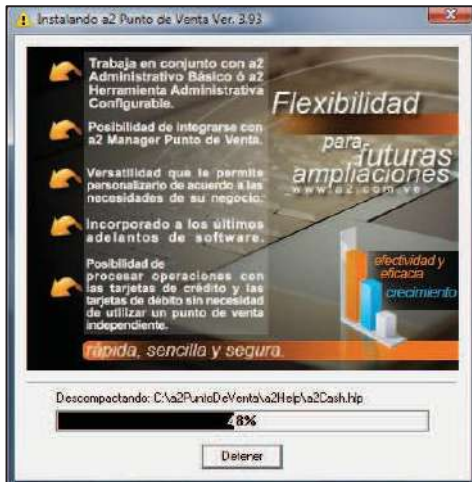 Instalando a2 Punto de Venta Ver. 3.93
Trabaja en conjunto con a2
Administrativo Básico ó a2
Herramienta Administrativa
Configurable.
Posibilidad de integrarse con
a2 Manager Punto de Venta.
Versatilidad que le permite
personalizarlo de acuerdo a las
necesidades de su negocio.
Incorporado a los últimos
adelantos de software.
Posibilidad de
procesar operaciones con
las tarjetas de crédito y las
tarjetas de débito sin necesidad
de utilizar un punto de venta
independiente.
Flexibilidad
para
futuras
ampliaciones
www.a2.com.ve
efectividad y
eficacia
crecimiento
rápida, sencilla y segura.
Descompactando: C:\a2PuntoDeVenta\a2Help\a2Cash.hlp
48%
Detener